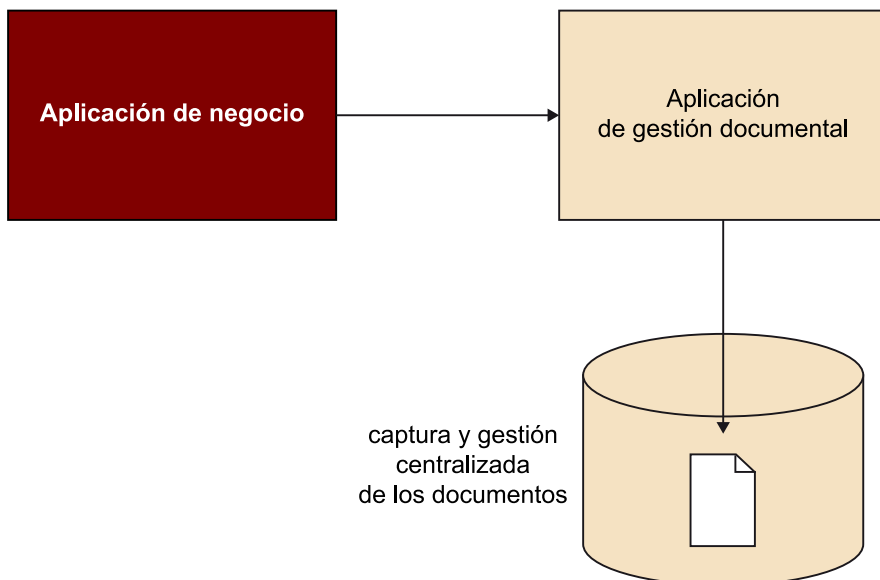 Aplicación de negocio
Aplicación
de gestión documental
captura y gestión
centralizada
de los documentos